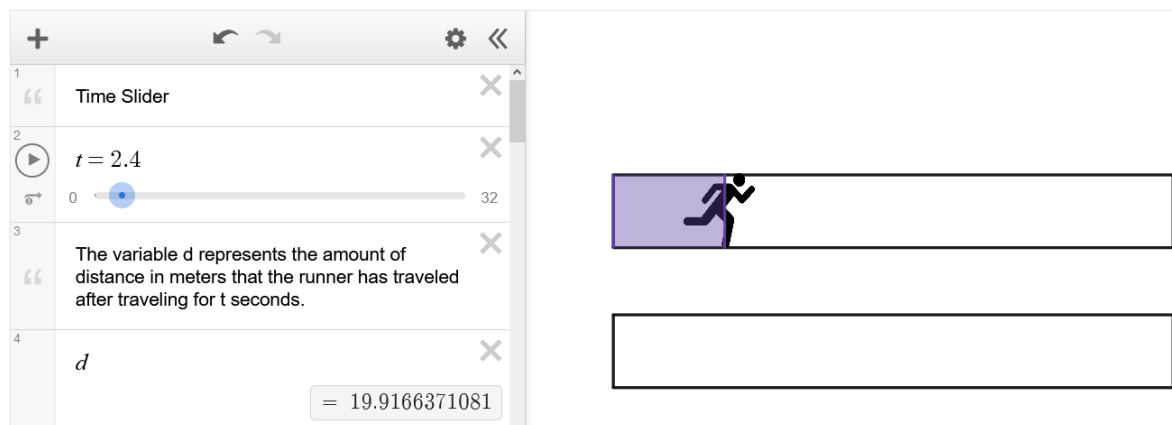 1
Time Slider
2
t = 2.4
0
32
3
The variable d represents the amount of
distance in meters that the runner has traveled
after traveling for t seconds.
4
d
= 19.9166371081